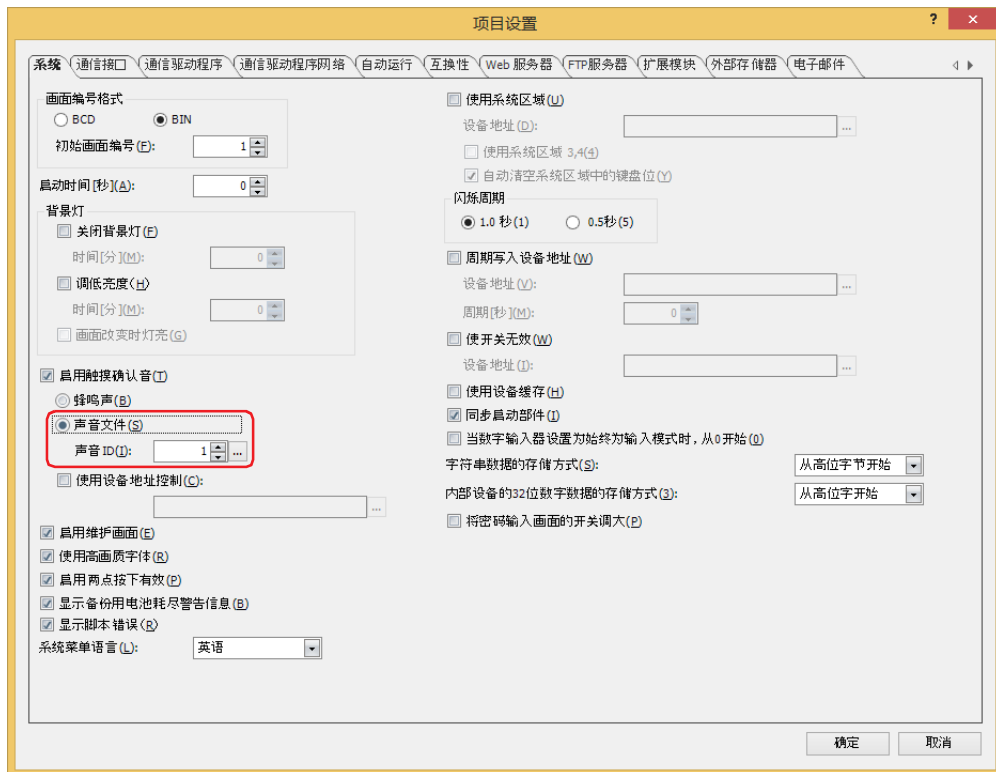 项目设置
?
系统 通信接口 通信驱动程序 通信驱动程序网络 自动运行 互换性 Web 服务器 FTP服务器 扩展模块 外部存储器 电子邮件
画面编号格式
BCD BIN
初始画面编号(F): 1
启动时间[秒](A): 0
背景灯
关闭背景灯(F)
时间[分](M): 0
调低亮度(H)
时间[分](M): 0
画面改变时灯亮(G)
启用触摸确认音(T)
蜂鸣声(B)
声音文件(S)
声音 ID(I): 1 ...
使用设备地址控制(C):
...
启用维护画面(E)
使用高画质字体(R)
启用两点按下有效(P)
显示备份用电池耗尽警告信息(B)
显示脚本错误(R)
系统菜单语言(L): 英语
使用系统区域(U)
设备地址(D): ...
使用系统区域 3,4(4)
自动清空系统区域中的键盘位(Y)
闪烁周期
1.0 秒(1) 0.5秒(5)
周期写入设备地址(W)
设备地址(V): ...
周期[秒](M): 0
使开关无效(W)
设备地址(I): ...
使用设备缓存(H)
同步启动部件(I)
当数字输入器设置为始终为输入模式时, 从0开始(0)
字符串数据的存储方式(S): 从高位字节开始
内部设备的32位数字数据的存储方式(3): 从高位字开始
将密码输入画面的开关调大(P)
确定 取消